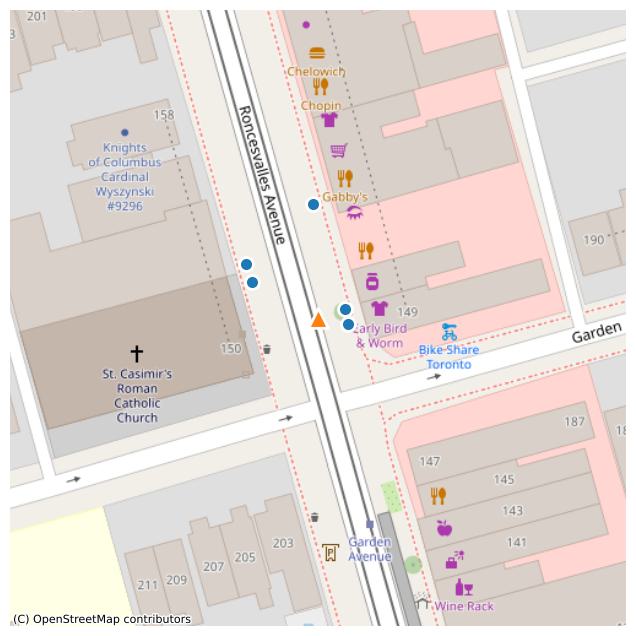 201
Chelowich
Chopin
158
Knights
of Columbus
Cardinal
Wyszynski
#9296
Roncesvalles Avenue
Gabby's
190
149
Early Bird
& Worm
Bike Share
Toronto
Garden
150
St. Casimir's
Roman
Catholic
Church
187
147
145
143
141
203
205
207
209
211
P
Garden
Avenue
Wine Rack
(C) OpenStreetMap contributors